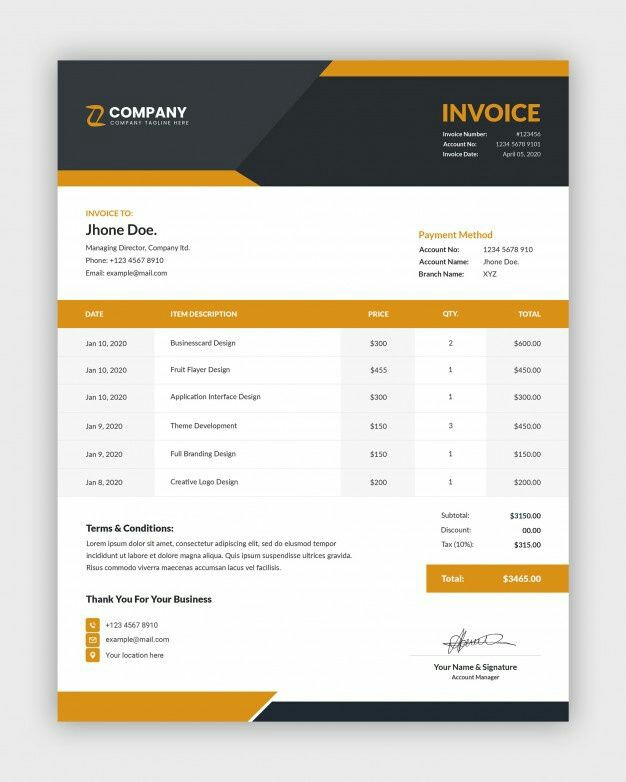 COMPANY
COMPANY TAGLINE HERE
INVOICE
Invoice Number: #123456
Account No: 1234 5678 9101
Invoice Date: April 05, 2020
INVOICE TO:
Jhone Doe.
Managing Director, Company ltd.
Phone: +123 4567 8910
Email: example@mail.com
Payment Method
Account No: 1234 5678 910
Account Name: Jhone Doe.
Branch Name: XYZ
DATE ITEM DESCRIPTION PRICE QTY. TOTAL
Jan 10, 2020 Businesscard Design $300 2 $600.00
Jan 10, 2020 Fruit Flayer Design $455 1 $450.00
Jan 10, 2020 Application Interface Design $300 1 $300.00
Jan 9, 2020 Theme Development $150 3 $450.00
Jan 9, 2020 Full Branding Design $150 1 $150.00
Jan 8, 2020 Creative Logo Design $200 1 $200.00
Subtotal: $3150.00
Discount: 00.00
Tax (10%): $315.00
Total: $3465.00
Terms & Conditions:
Lorem ipsum dolor sit amet, consectetur adipiscing elit, sed do eiusmod tempor
incididunt ut labore et dolore magna aliqua. Quis ipsum suspendisse ultrices gravida.
Risus commodo viverra maecenas accumsan lacus vel facilisis.
Thank You For Your Business
+123 4567 8910
example@mail.com
Your location here
Your Name & Signature
Account Manager